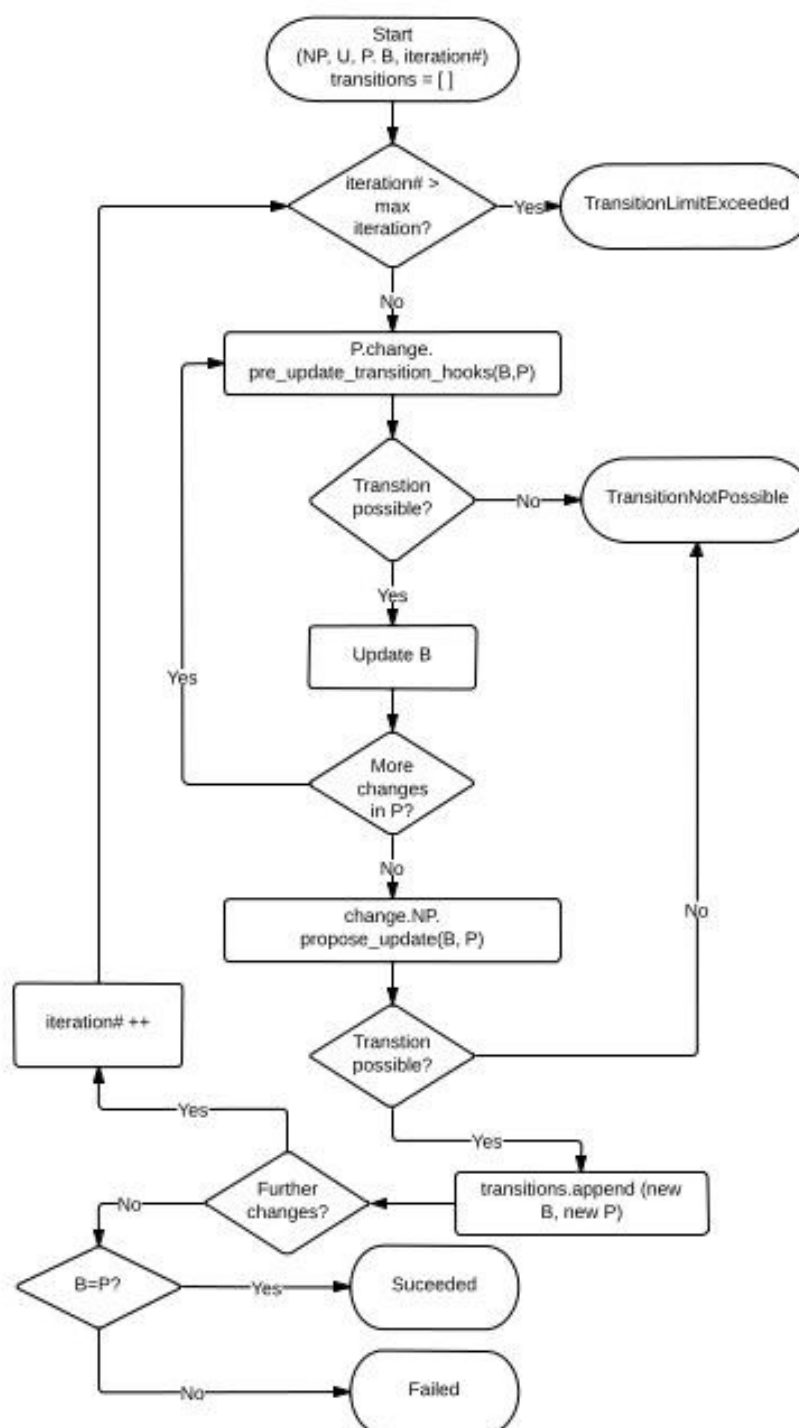 Start
(NP, U, P. B, iteration#)
transitions = [ ]
iteration# >
max
iteration?
Yes
TransitionLimitExceeded
No
P.change.
pre_update_transition_hooks(B,P)
Transtion
possible?
No
TransitionNotPossible
Yes
Update B
Yes
More
changes
in P?
No
change.NP.
propose_update(B, P)
No
iteration# ++
Transtion
possible?
Yes
Yes
transitions.append (new
B, new P)
Further
changes?
No
B=P?
Yes
Suceeded
No
Failed